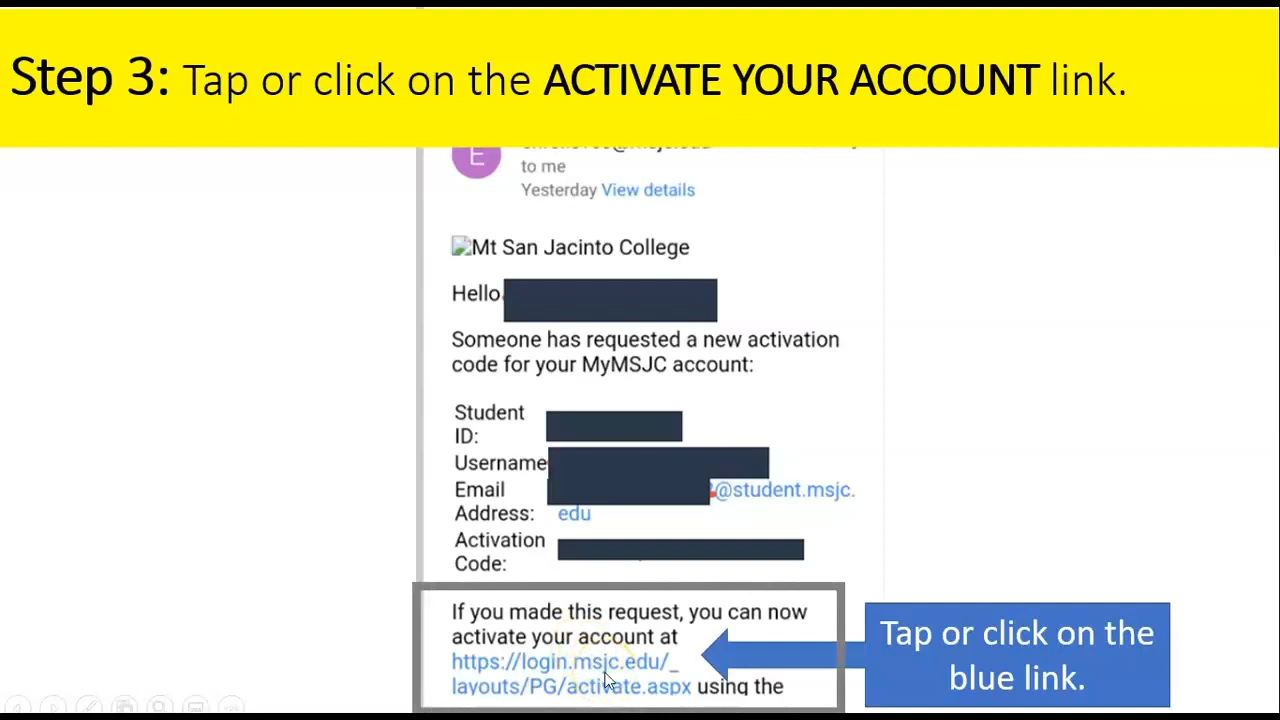 Step 3: Tap or click on the ACTIVATE YOUR ACCOUNT link.
E
to me
Yesterday View details
Mt San Jacinto College
Hello
Someone has requested a new activation
code for your MyMSJC account:
Student
ID:
Username
Email @student.msjc.
Address: edu
Activation
Code:
If you made this request, you can now
activate your account at
https://login.msjc.edu/_
layouts/PG/activate.aspx using the
Tap or click on the
blue link.